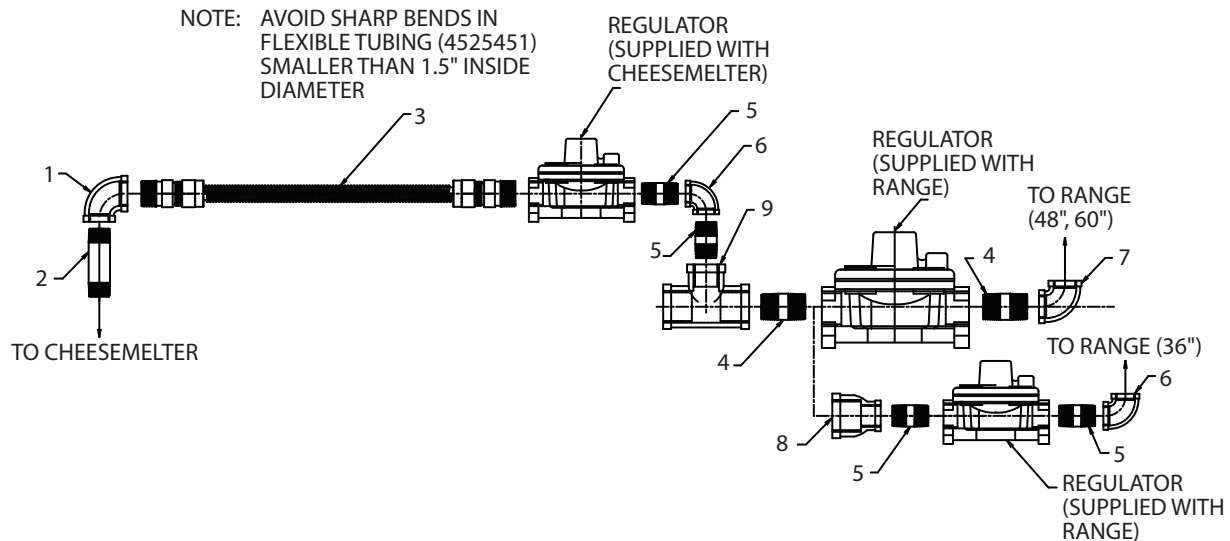 NOTE: AVOID SHARP BENDS IN
FLEXIBLE TUBING (4525451)
SMALLER THAN 1.5" INSIDE
DIAMETER
REGULATOR
(SUPPLIED WITH
CHEESEMELTER)
3
5
6
1
REGULATOR
(SUPPLIED WITH
RANGE)
TO RANGE
(48", 60")
9
5
2
4
7
TO CHEESEMELTER
4
TO RANGE (36")
6
8
5
5
REGULATOR
(SUPPLIED WITH
RANGE)